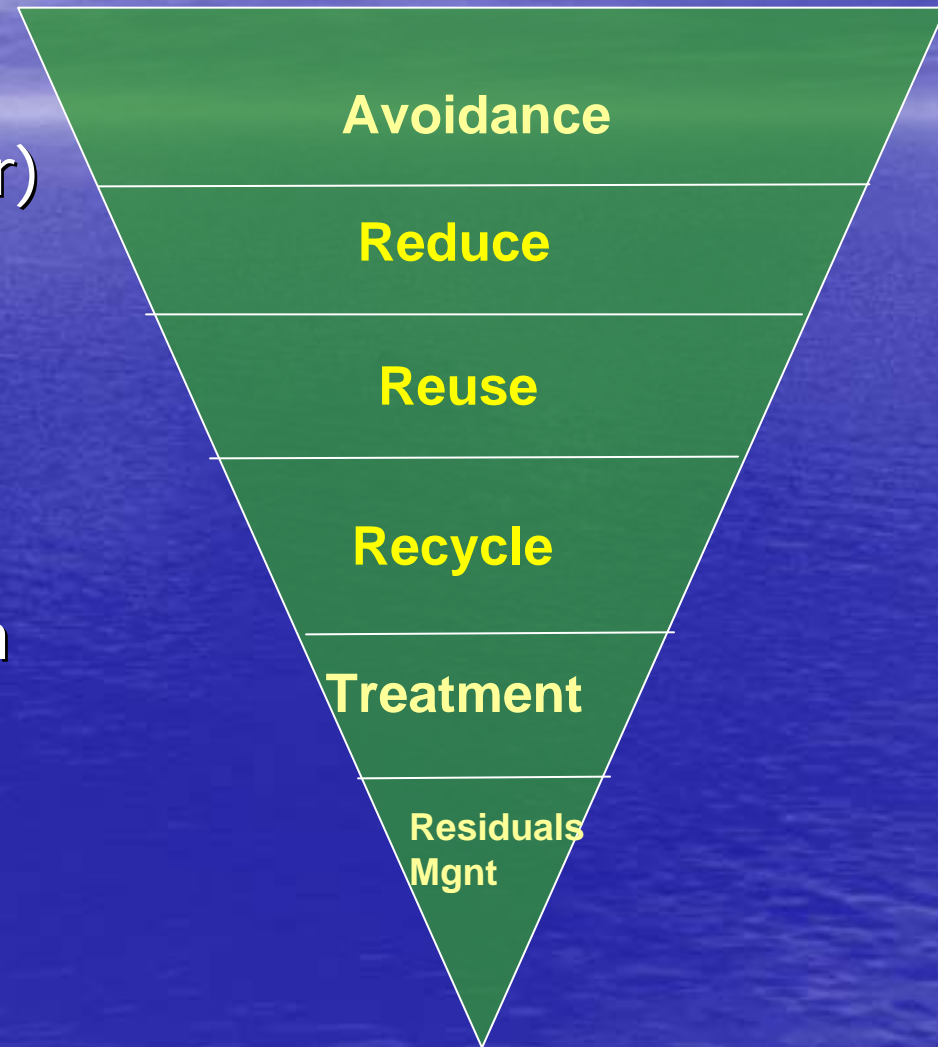 Avoidance
Reduce
Reuse
Recycle
Treatment
Residuals
Mgnt